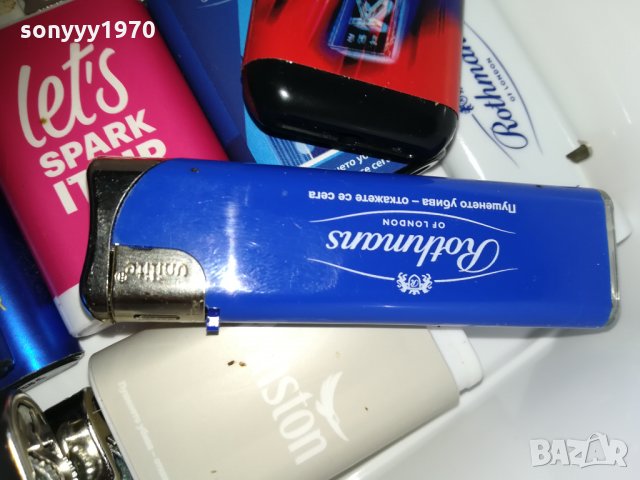 sonyyy1970
let's
SPARK
IT UP
Rothmans
OF LONDON
Пушенето убива – откажете се сега
Rothmans
OF LONDON
unilite
ston
BAZAR